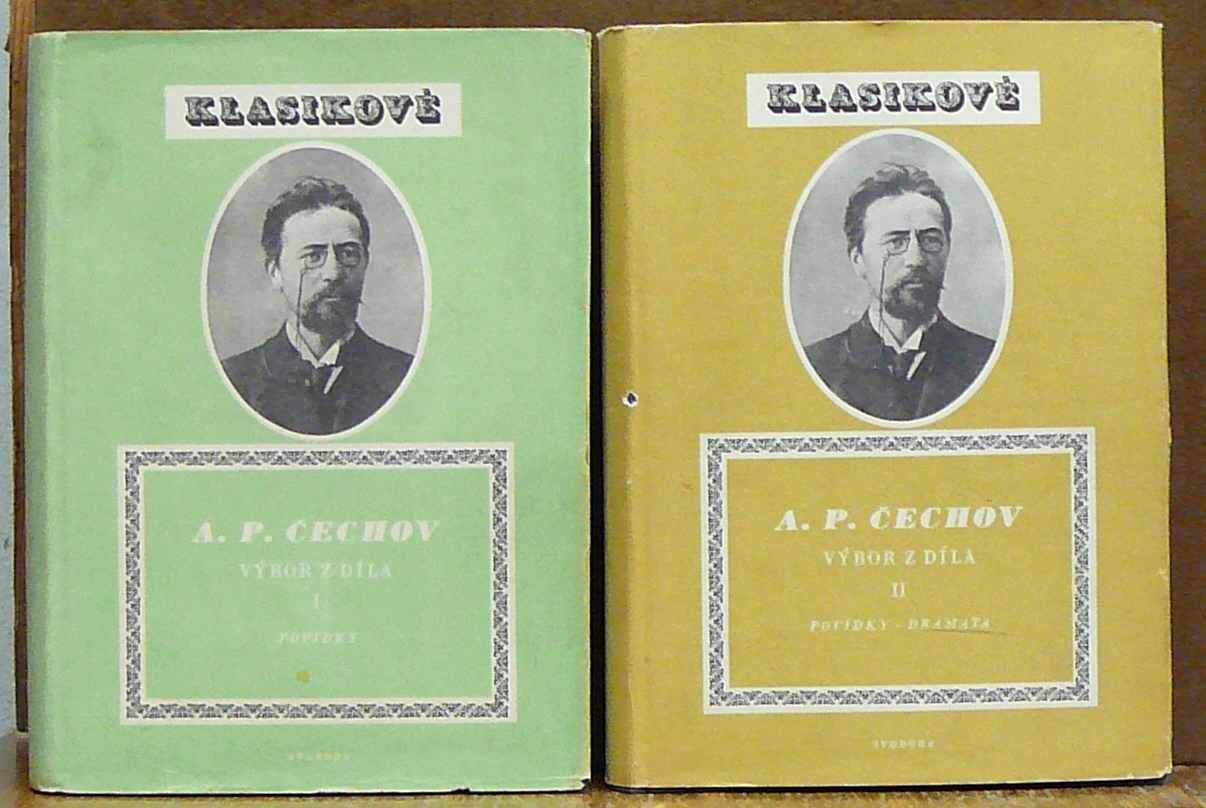 KLASIKOVÉ
A. P. ČECHOV
VÝBOR Z DÍLA
I
POVÍDKY
SVOBODA
KLASIKOVÉ
A. P. ČECHOV
VÝBOR Z DÍLA
II
POVÍDKY - DRAMATA
SVOBODA